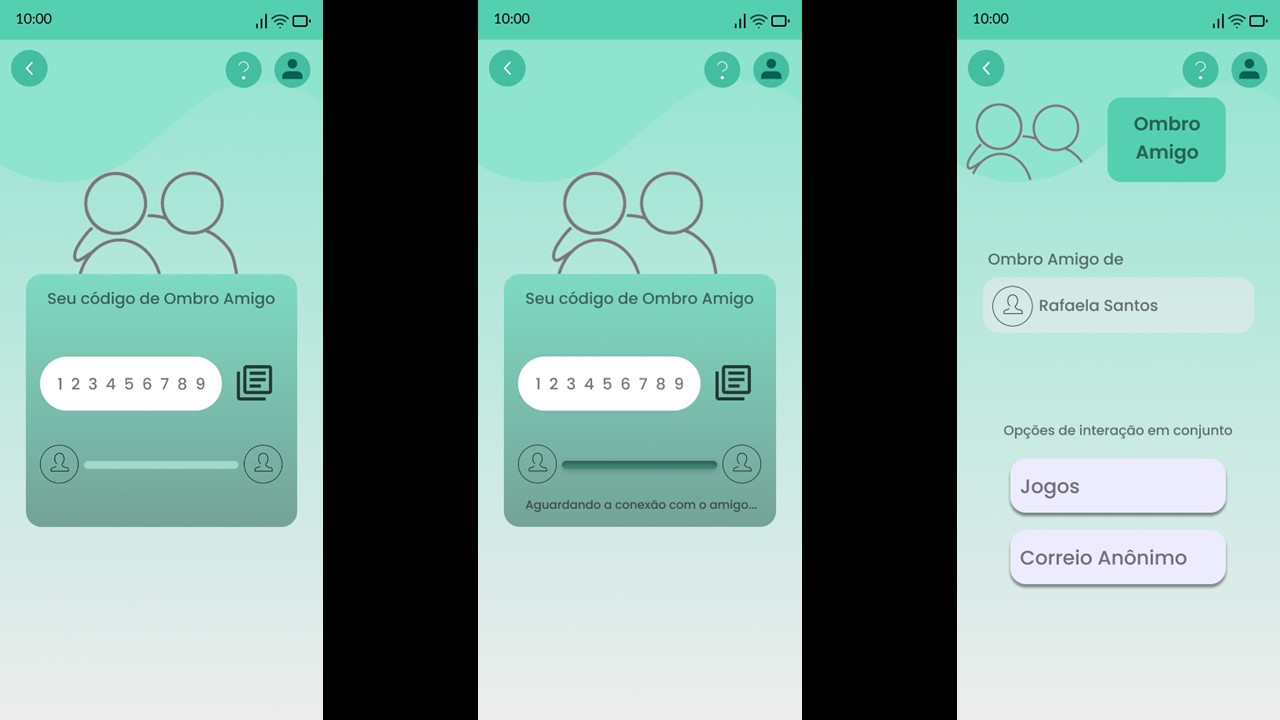 10:00
Seu código de Ombro Amigo
1 2 3 4 5 6 7 8 9
10:00
?
Seu código de Ombro Amigo
1 2 3 4 5 6 7 8 9
?
Aguardando a conexão com o amigo...
10:00
?
Ombro
Amigo
Ombro Amigo de
Rafaela Santos
Opções de interação em conjunto
Jogos
Correio Anônimo